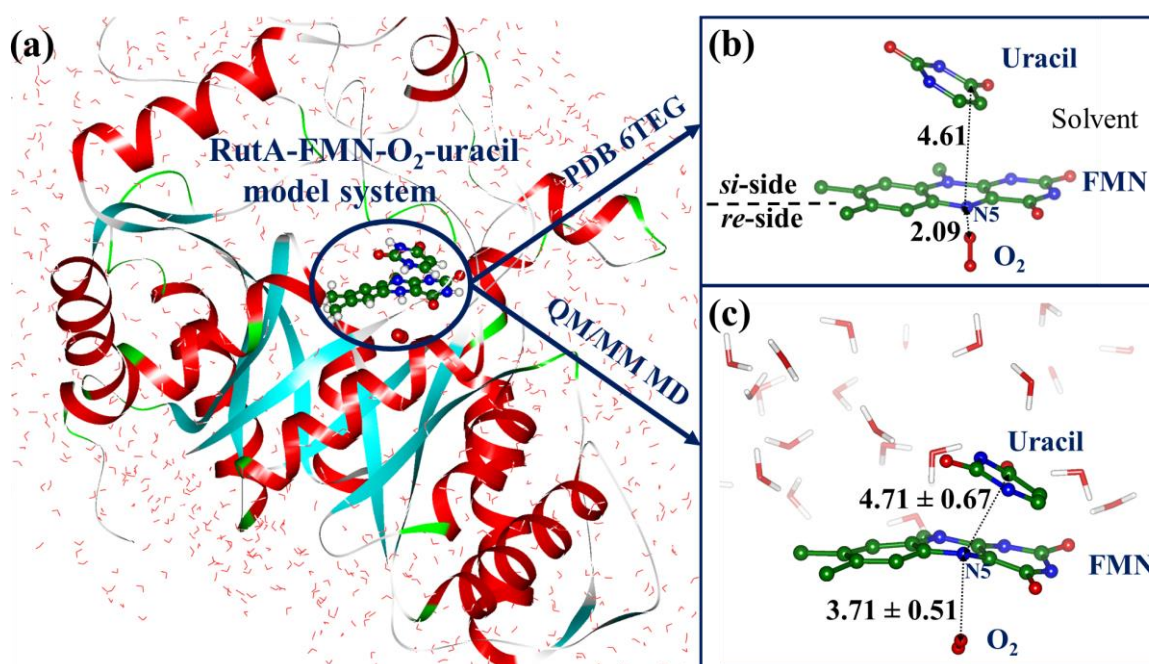 (a)
RutA-FMN-O₂-uracil
model system
PDB 6TEG
QM/MM MD
(b)
Uracil
Solvent
4.61
FMN
si-side
re-side
N5
2.09
O₂
(c)
Uracil
4.71 ± 0.67
FMN
N5
3.71 ± 0.51
O₂